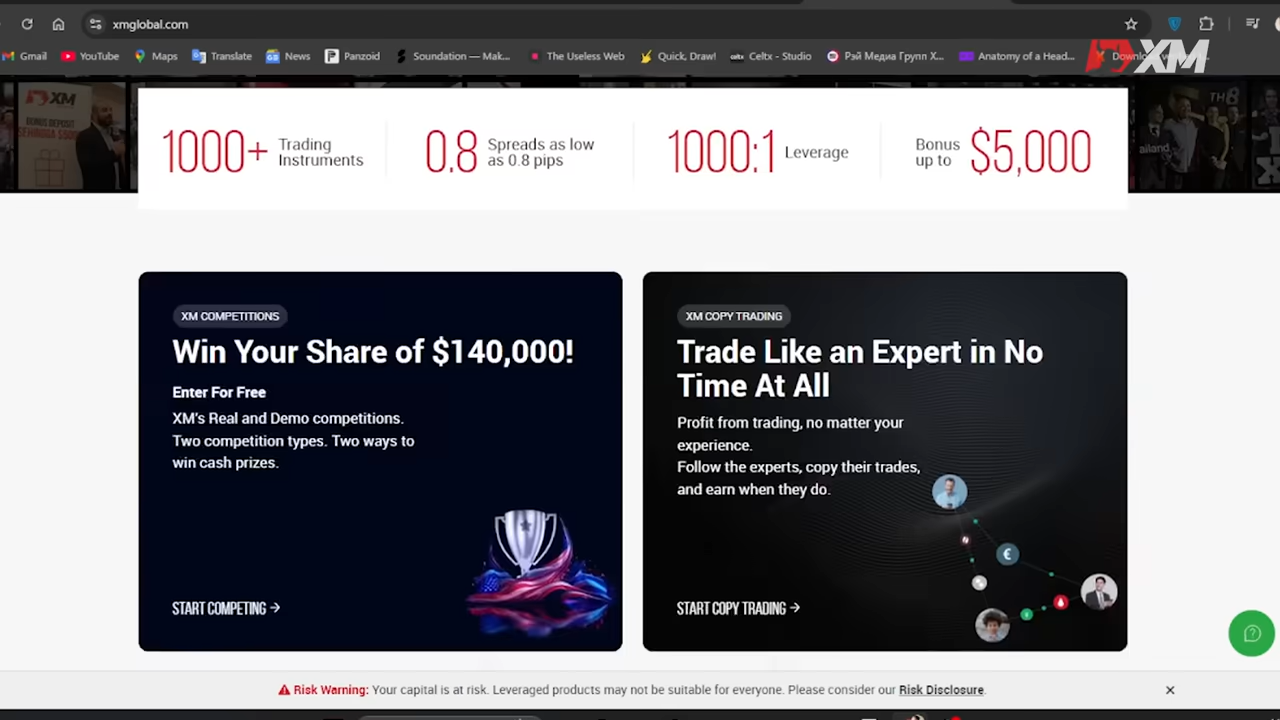 xmglobal.com
Gmail
YouTube
Maps
Translate
News
Panzoid
Soundation — Mak...
The Useless Web
Quick, Draw!
celtx Celtx - Studio
Рэй Медиа Групп X...
Anatomy of a Head...
XM
XM
1000+ Trading Instruments
0.8 Spreads as low as 0.8 pips
1000:1 Leverage
Bonus up to $5,000
XM COMPETITIONS
Win Your Share of $140,000!
Enter For Free
XM's Real and Demo competitions.
Two competition types. Two ways to
win cash prizes.
START COMPETING →
XM COPY TRADING
Trade Like an Expert in No
Time At All
Profit from trading, no matter your
experience.
Follow the experts, copy their trades,
and earn when they do.
START COPY TRADING →
Risk Warning: Your capital is at risk. Leveraged products may not be suitable for everyone. Please consider our Risk Disclosure.